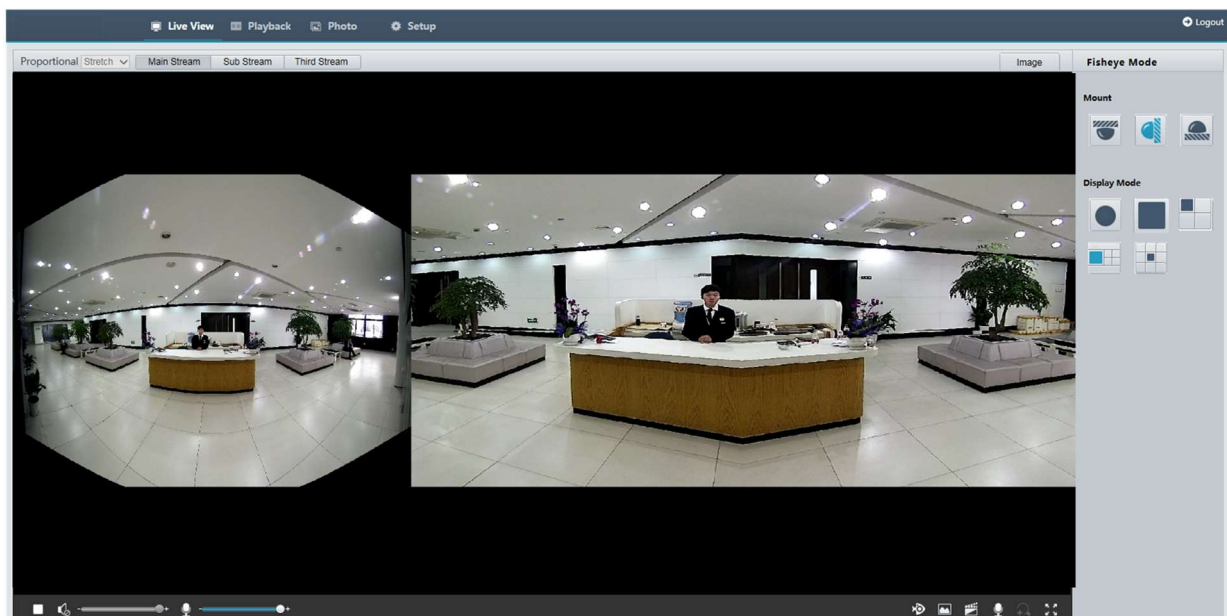 Live View Playback Photo Setup Logout
Proportional Stretch Main Stream Sub Stream Third Stream Image Fisheye Mode
Mount
Display Mode